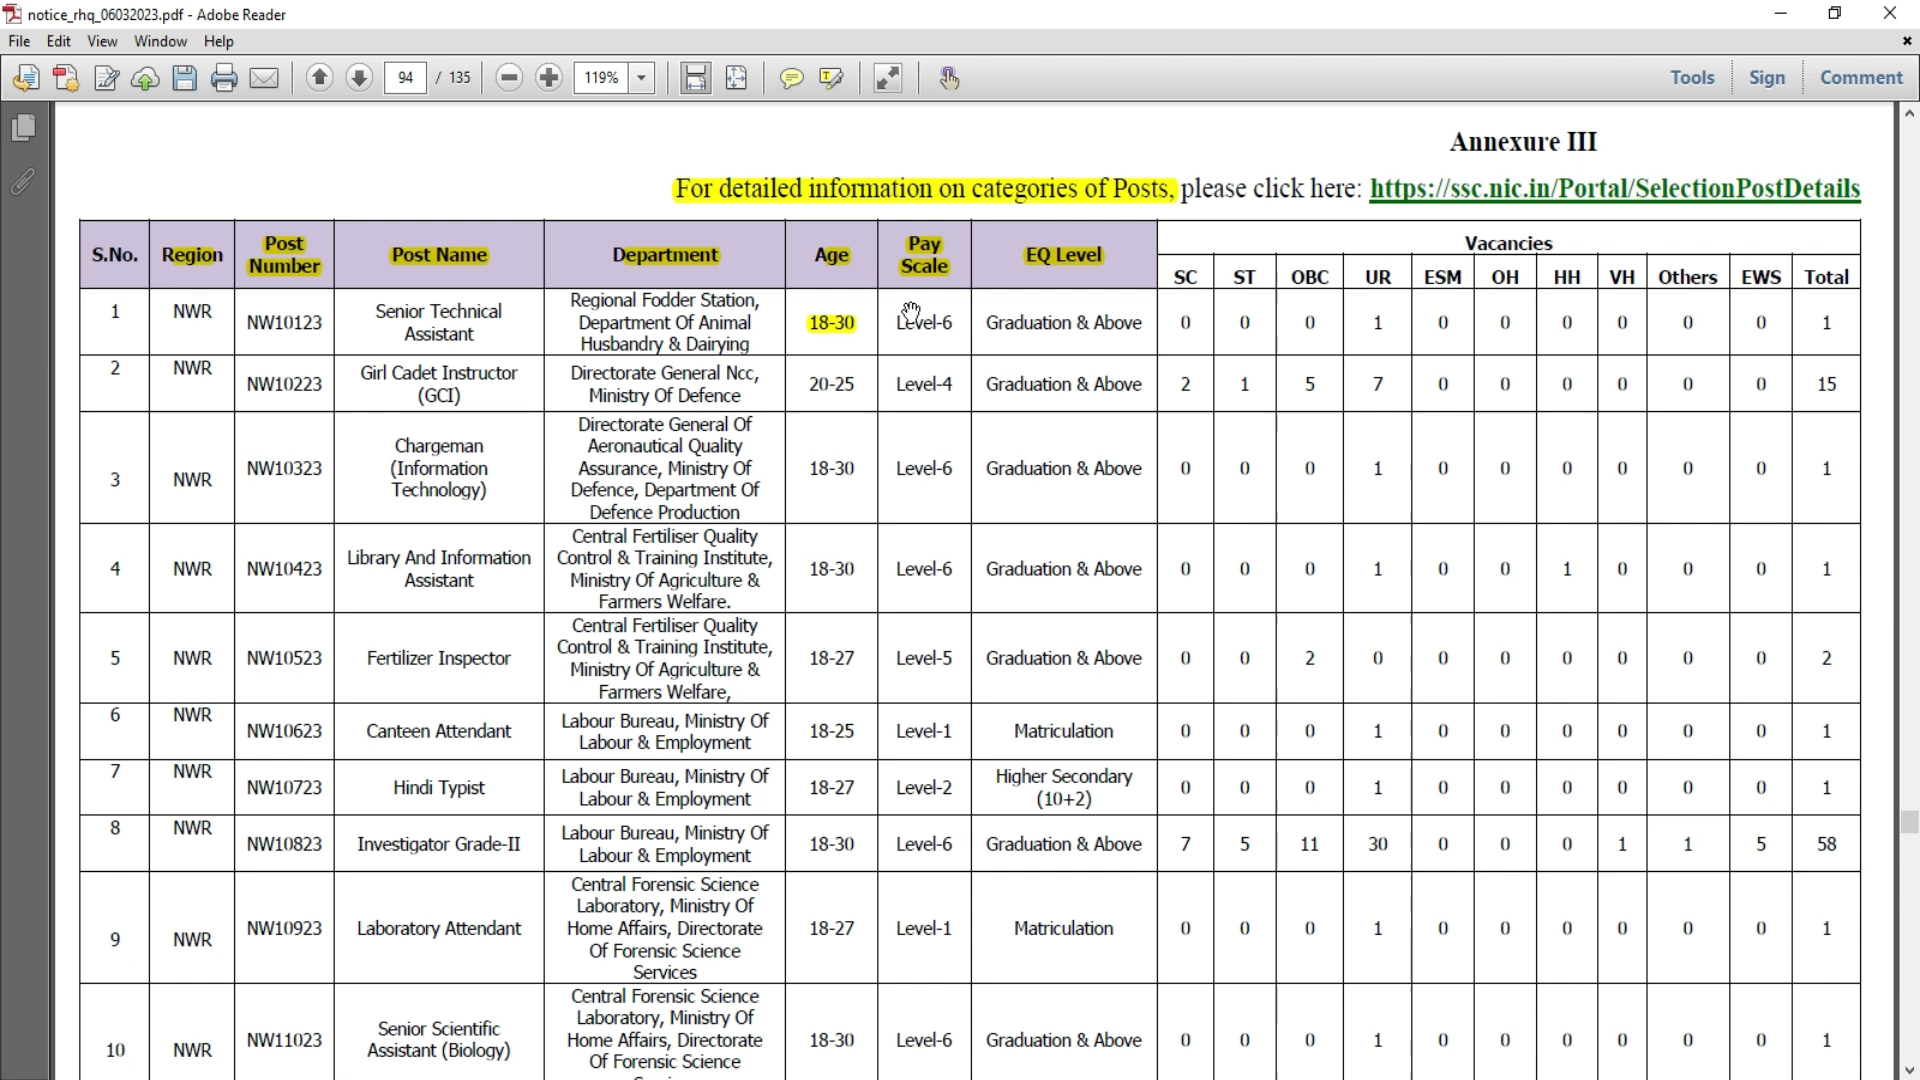 notice_rhq_06032023.pdf - Adobe Reader
File Edit View Window Help
94 / 135 119% Tools Sign Comment
Annexure III
For detailed information on categories of Posts, please click here: https://ssc.nic.in/Portal/SelectionPostDetails
S.No. Region Post Number Post Name Department Age Pay Scale EQ Level Vacancies
SC ST OBC UR ESM OH HH VH Others EWS Total
1 NWR NW10123 Senior Technical Assistant Regional Fodder Station, Department Of Animal Husbandry & Dairying 18-30 Level-6 Graduation & Above 0 0 0 1 0 0 0 0 0 0 1
2 NWR NW10223 Girl Cadet Instructor (GCI) Directorate General Ncc, Ministry Of Defence 20-25 Level-4 Graduation & Above 2 1 5 7 0 0 0 0 0 0 15
3 NWR NW10323 Chargeman (Information Technology) Directorate General Of Aeronautical Quality Assurance, Ministry Of Defence, Department Of Defence Production 18-30 Level-6 Graduation & Above 0 0 0 1 0 0 0 0 0 0 1
4 NWR NW10423 Library And Information Assistant Central Fertiliser Quality Control & Training Institute, Ministry Of Agriculture & Farmers Welfare. 18-30 Level-6 Graduation & Above 0 0 0 1 0 0 1 0 0 0 1
5 NWR NW10523 Fertilizer Inspector Central Fertiliser Quality Control & Training Institute, Ministry Of Agriculture & Farmers Welfare, 18-27 Level-5 Graduation & Above 0 0 2 0 0 0 0 0 0 0 2
6 NWR NW10623 Canteen Attendant Labour Bureau, Ministry Of Labour & Employment 18-25 Level-1 Matriculation 0 0 0 1 0 0 0 0 0 0 1
7 NWR NW10723 Hindi Typist Labour Bureau, Ministry Of Labour & Employment 18-27 Level-2 Higher Secondary (10+2) 0 0 0 1 0 0 0 0 0 0 1
8 NWR NW10823 Investigator Grade-II Labour Bureau, Ministry Of Labour & Employment 18-30 Level-6 Graduation & Above 7 5 11 30 0 0 0 1 1 5 58
9 NWR NW10923 Laboratory Attendant Central Forensic Science Laboratory, Ministry Of Home Affairs, Directorate Of Forensic Science Services 18-27 Level-1 Matriculation 0 0 0 1 0 0 0 0 0 0 1
10 NWR NW11023 Senior Scientific Assistant (Biology) Central Forensic Science Laboratory, Ministry Of Home Affairs, Directorate Of Forensic Science 18-30 Level-6 Graduation & Above 0 0 0 1 0 0 0 0 0 0 1